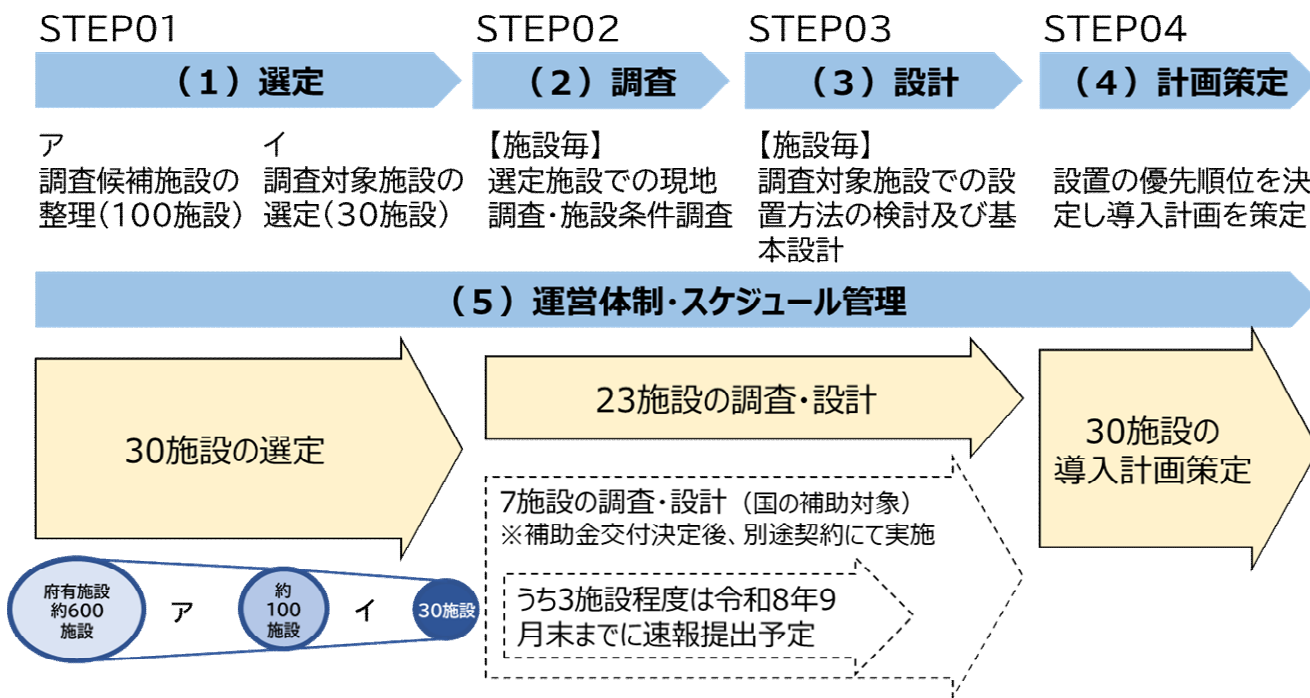 STEP01
STEP02
STEP03
STEP04
（1）選定
（2）調査
（3）設計
（4）計画策定
ア
調査候補施設の
整理(100施設)
イ
調査対象施設の
選定(30施設)
【施設毎】
選定施設での現地
調査・施設条件調査
【施設毎】
調査対象施設での設
置方法の検討及び基
本設計
設置の優先順位を決
定し導入計画を策定
（5）運営体制・スケジュール管理
30施設の選定
23施設の調査・設計
30施設の
導入計画策定
7施設の調査・設計（国の補助対象）
※補助金交付決定後、別途契約にて実施
うち3施設程度は令和8年9
月末までに速報提出予定
府有施設
約600
施設
ア
約
100
施設
イ
30施設